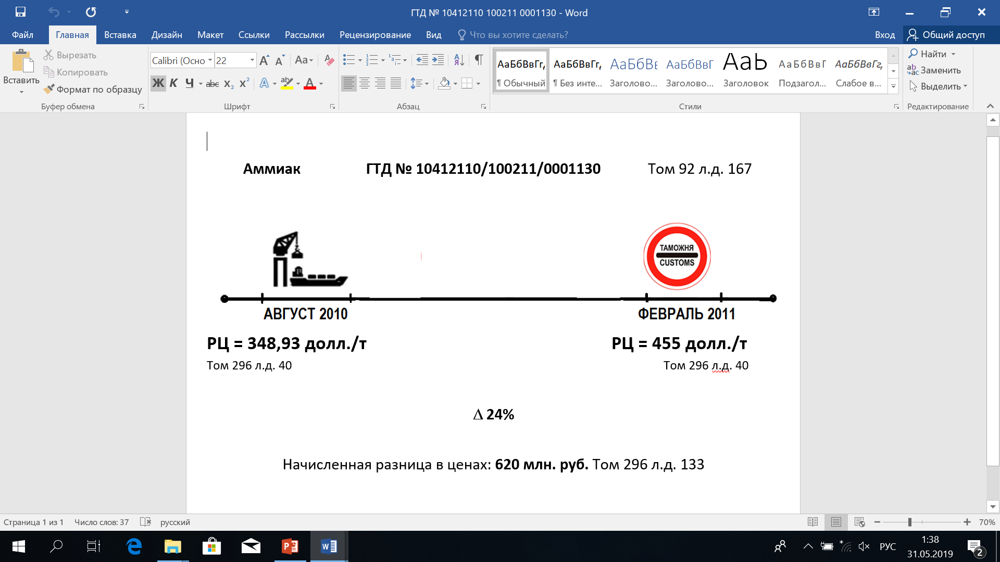 ГТД № 10412110 100211 0001130 - Word
Файл Главная Вставка Дизайн Макет Ссылки Рассылки Рецензирование Вид Что вы хотите сделать? Вход Общий доступ
Вставить
Вырезать
Копировать
Формат по образцу
Буфер обмена
Calibri (Осно 22
Ж К Ч abc x₂ x²
Шрифт
Абзац
АаБбВвГг, АаБбВвГг, АаБбВв АаБбВвГ АаЬ АаБбВвГ АаБбВвГг,
¶ Обычный ¶ Без инте... Заголово... Заголово... Заголовок Подзагол... Слабое в...
Стили
Найти
Заменить
Выделить
Редактирование
Аммиак ГТД № 10412110/100211/0001130 Том 92 л.д. 167
ТАМОЖНЯ
CUSTOMS
АВГУСТ 2010 ФЕВРАЛЬ 2011
РЦ = 348,93 долл./т РЦ = 455 долл./т
Том 296 л.д. 40 Том 296 л.д. 40
Δ 24%
Начисленная разница в ценах: 620 млн. руб. Том 296 л.д. 133
Страница 1 из 1 Число слов: 37 русский 70%
РУС
1:38
31.05.2019
2